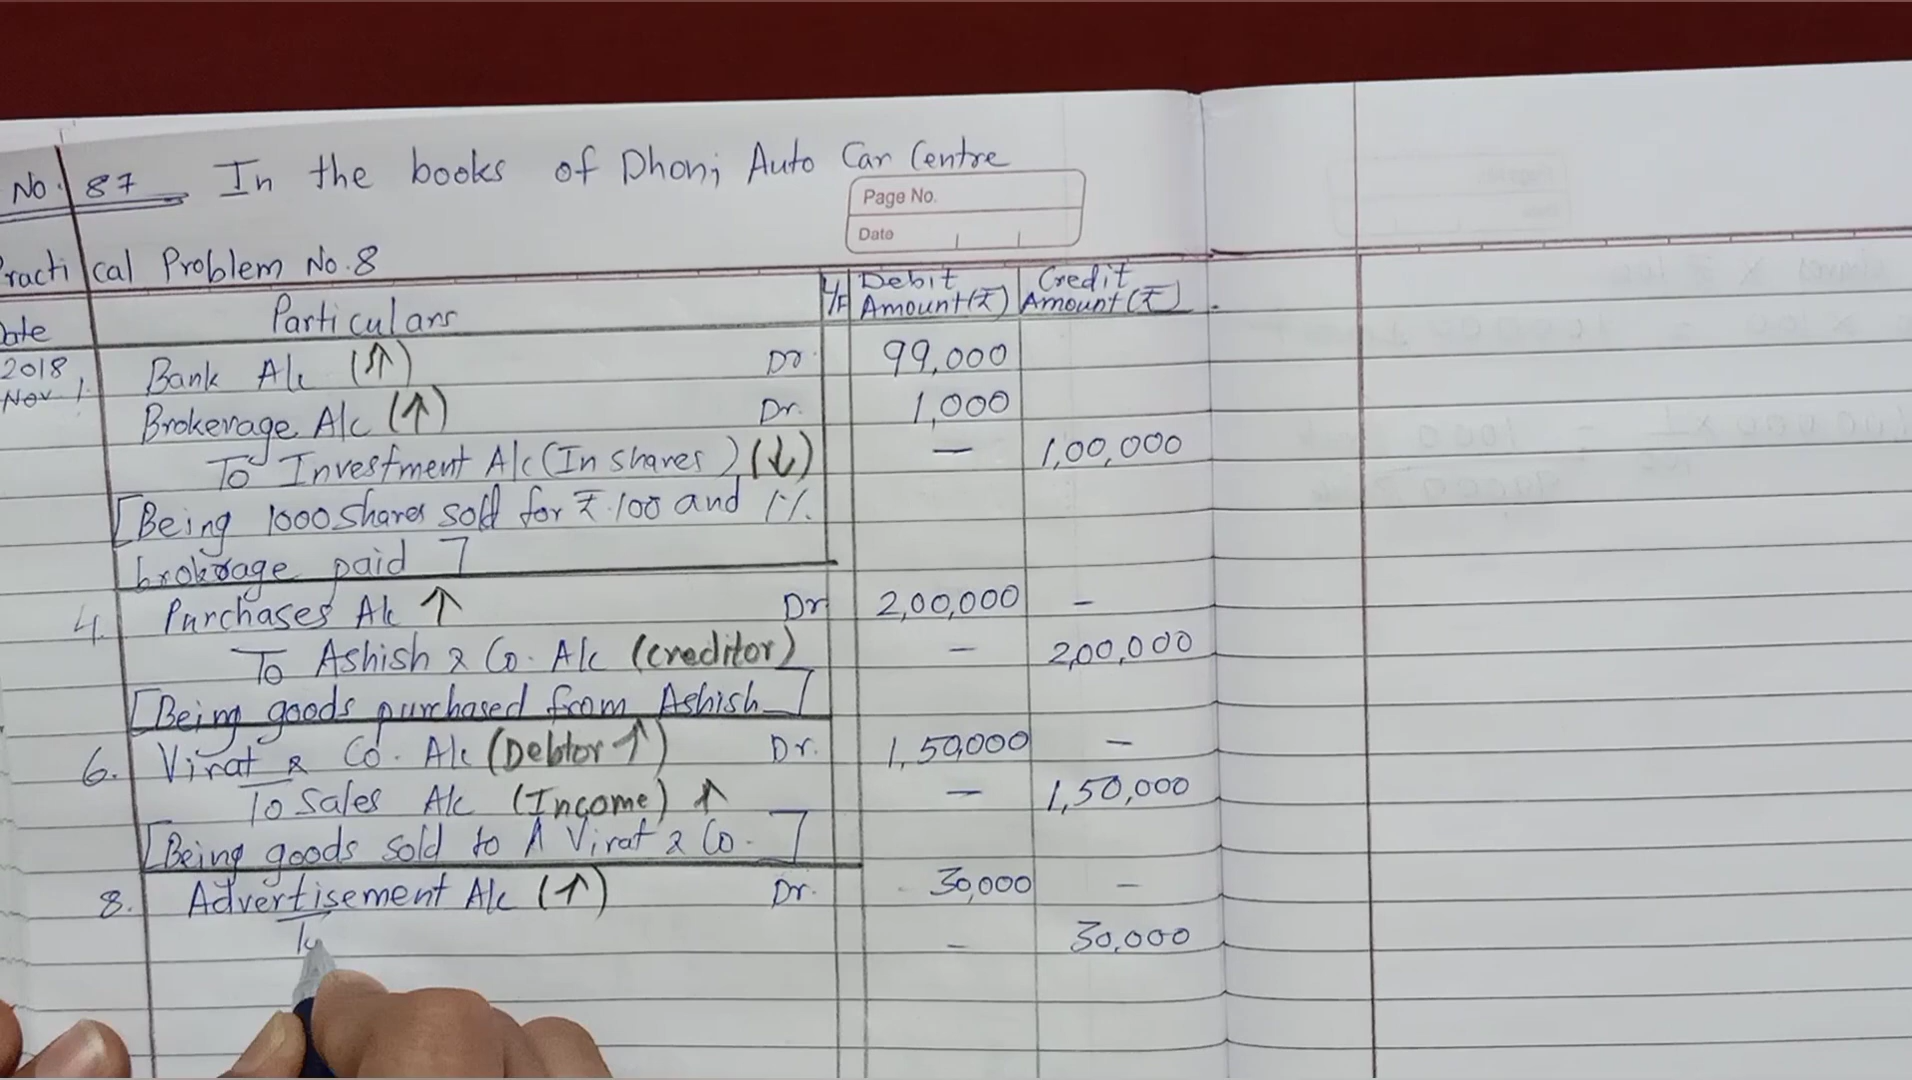 No. 87 In the books of Dhoni Auto Car Centre
Page No.
Date
Practical Problem No. 8
Date Particulars L/F Debit Amount (₹) Credit Amount (₹)
2018
Nov 1. Bank A/c (↑) Dr. 99,000
Brokerage A/c (↑) Dr. 1,000
To Investment A/c (In shares) (↓) — 1,00,000
[Being 1000 shares sold for ₹.100 and 1%.
brokrage paid ]
4. Purchases A/c ↑ Dr 2,00,000 —
To Ashish & Co. A/c (creditor) — 2,00,000
[Being goods purchased from Ashish ]
6. Virat & Co. A/c (Debtor ↑) Dr. 1,50,000 —
To Sales A/c (Income) ↑ — 1,50,000
[Being goods sold to A Virat & Co. ]
8. Advertisement A/c (↑) Dr. 30,000 —
— 30,000